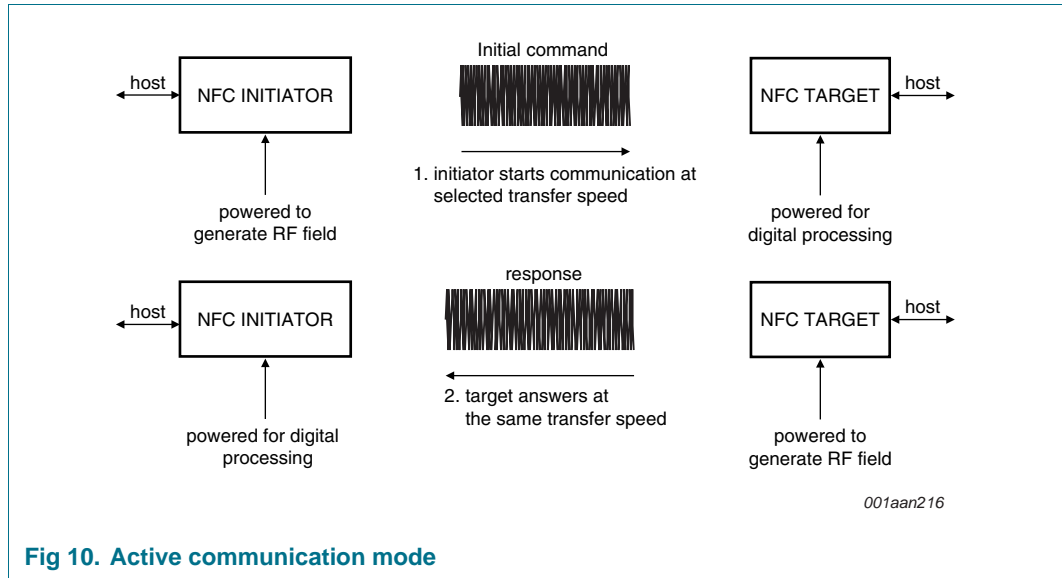 Initial command
host
NFC INITIATOR
NFC TARGET
host
1. initiator starts communication at
selected transfer speed
powered to
generate RF field
powered for
digital processing
response
host
NFC INITIATOR
NFC TARGET
host
2. target answers at
the same transfer speed
powered for digital
processing
powered to
generate RF field
001aan216
Fig 10. Active communication mode